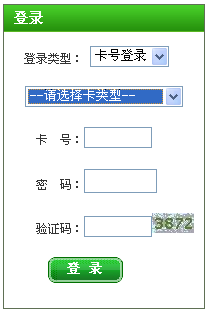 登录
登录类型： 卡号登录
--请选择卡类型--
卡 号：
密 码：
验证码： 3672
登 录